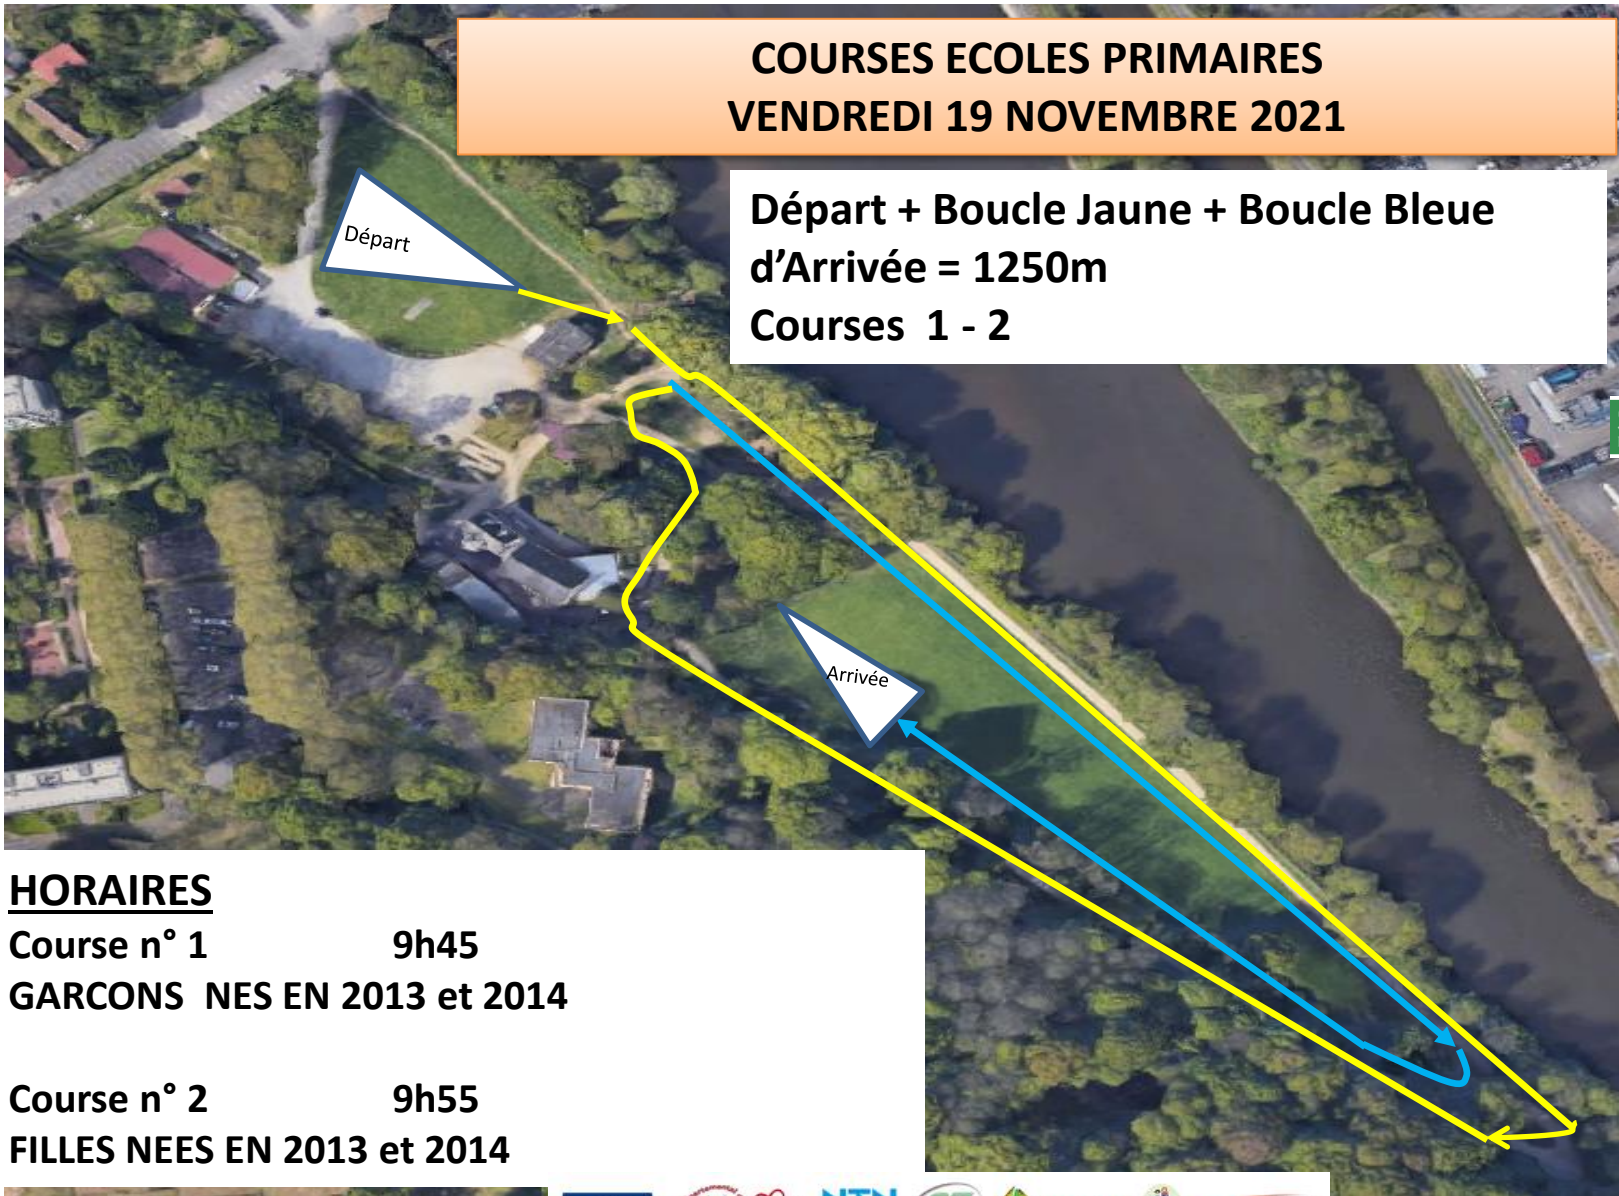 COURSES ECOLES PRIMAIRES
VENDREDI 19 NOVEMBRE 2021
Départ + Boucle Jaune + Boucle Bleue
d’Arrivée = 1250m
Courses 1 - 2
Départ
Arrivée
HORAIRES
Course n° 1 9h45
GARCONS NES EN 2013 et 2014
Course n° 2 9h55
FILLES NEES EN 2013 et 2014